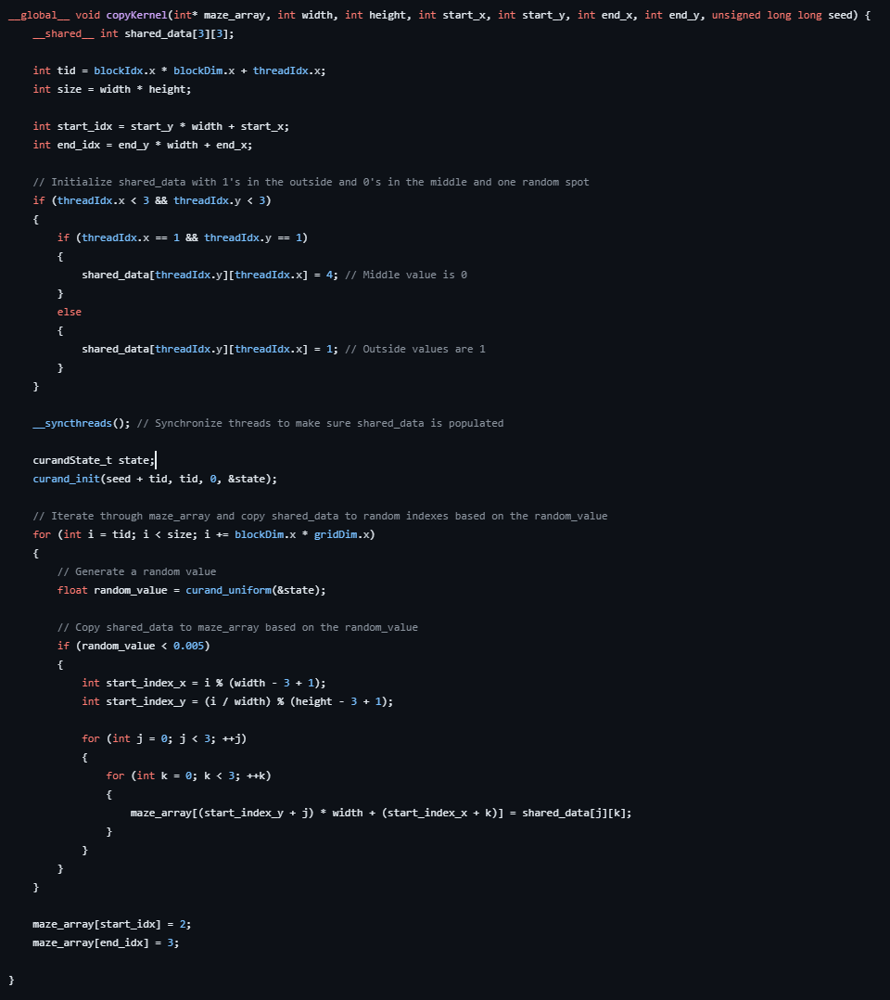 __global__ void copyKernel(int* maze_array, int width, int height, int start_x, int start_y, int end_x, int end_y, unsigned long long seed) {
    __shared__ int shared_data[3][3];

    int tid = blockIdx.x * blockDim.x + threadIdx.x;
    int size = width * height;

    int start_idx = start_y * width + start_x;
    int end_idx = end_y * width + end_x;

    // Initialize shared_data with 1's in the outside and 0's in the middle and one random spot
    if (threadIdx.x < 3 && threadIdx.y < 3)
    {
        if (threadIdx.x == 1 && threadIdx.y == 1)
        {
            shared_data[threadIdx.y][threadIdx.x] = 4; // Middle value is 0
        }
        else
        {
            shared_data[threadIdx.y][threadIdx.x] = 1; // Outside values are 1
        }
    }

    __syncthreads(); // Synchronize threads to make sure shared_data is populated

    curandState_t state;
    curand_init(seed + tid, tid, 0, &state);

    // Iterate through maze_array and copy shared_data to random indexes based on the random_value
    for (int i = tid; i < size; i += blockDim.x * gridDim.x)
    {
        // Generate a random value
        float random_value = curand_uniform(&state);

        // Copy shared_data to maze_array based on the random_value
        if (random_value < 0.005)
        {
            int start_index_x = i % (width - 3 + 1);
            int start_index_y = (i / width) % (height - 3 + 1);

            for (int j = 0; j < 3; ++j)
            {
                for (int k = 0; k < 3; ++k)
                {
                    maze_array[(start_index_y + j) * width + (start_index_x + k)] = shared_data[j][k];
                }
            }
        }
    }

    maze_array[start_idx] = 2;
    maze_array[end_idx] = 3;

}